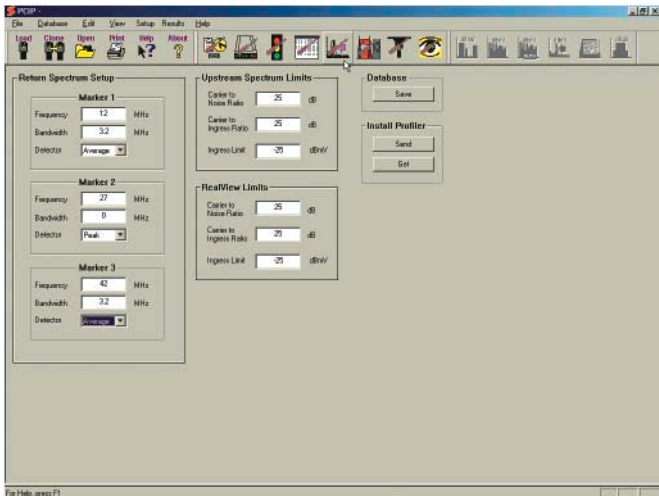 PCIP -
File Database Edit View Setup Results Help
Load Clone Open Print Help About
Return Spectrum Setup
Marker 1
Frequency 12 MHz
Bandwidth 3.2 MHz
Detector Average
Marker 2
Frequency 27 MHz
Bandwidth 0 MHz
Detector Peak
Marker 3
Frequency 42 MHz
Bandwidth 3.2 MHz
Detector Average
Upstream Spectrum Limits
Carrier to
Noise Ratio 25 dB
Carrier to
Ingress Ratio 25 dB
Ingress Limit -25 dBmV
RealView Limits
Carrier to
Noise Ratio 25 dB
Carrier to
Ingress Ratio 25 dB
Ingress Limit -25 dBmV
Database
Save
Install Profiler
Send
Get
For Help, press F1